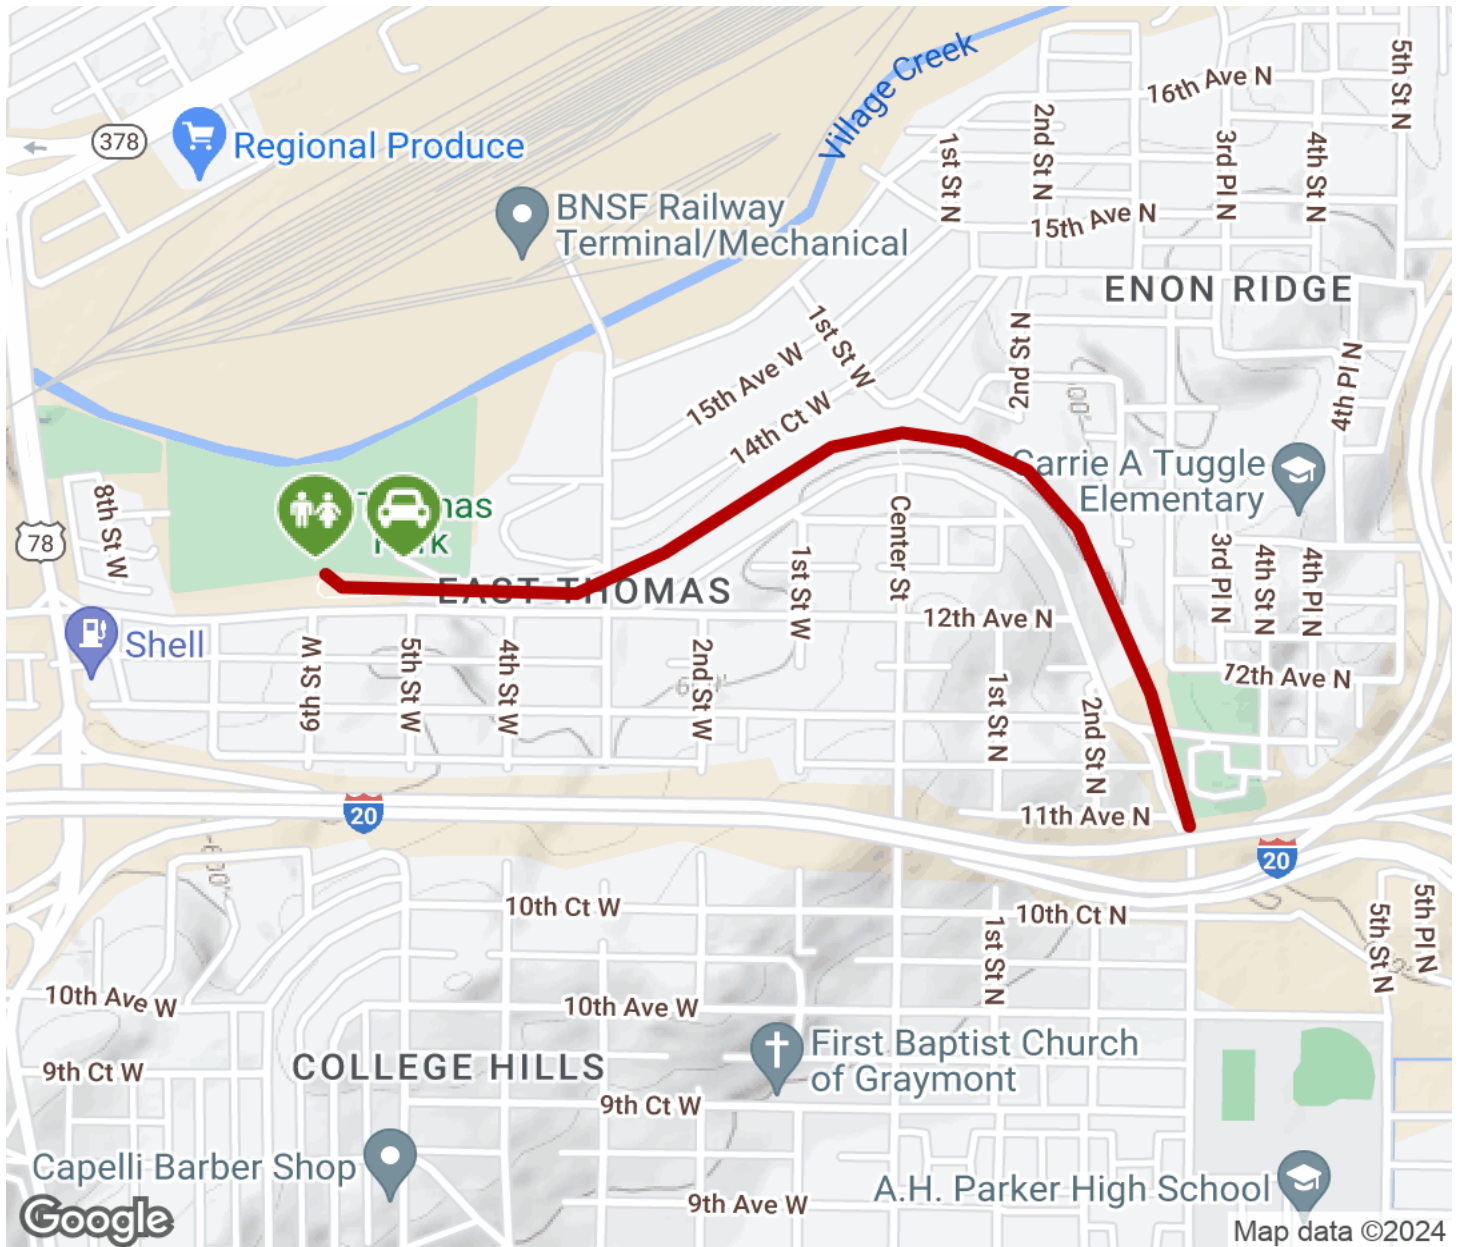 5th St N
16th Ave N
Village Creek
2nd St N
378
Regional Produce
1st St N
3rd Pl N
4th St N
BNSF Railway
Terminal/Mechanical
15th Ave N
ENON RIDGE
1st St W
2nd St N
15th Ave W
4th Pl N
14th Ct W
00'
Carrie A Tuggle
Elementary
8th St W
Center St
78
EAST THOMAS
1st St W
3rd Pl N
4th St N
4th Pl N
12th Ave N
Shell
6th St W
5th St W
4th St W
2nd St W
1st St N
2nd St N
12th Ave N
20
11th Ave N
20
600'
10th Ct W
10th Ct N
1st St N
5th St N
5th Pl N
10th Ave W
10th Ave W
First Baptist Church
of Graymont
COLLEGE HILLS
9th Ct W
9th Ct W
Capelli Barber Shop
A.H. Parker High School
9th Ave W
Google
Map data ©2024